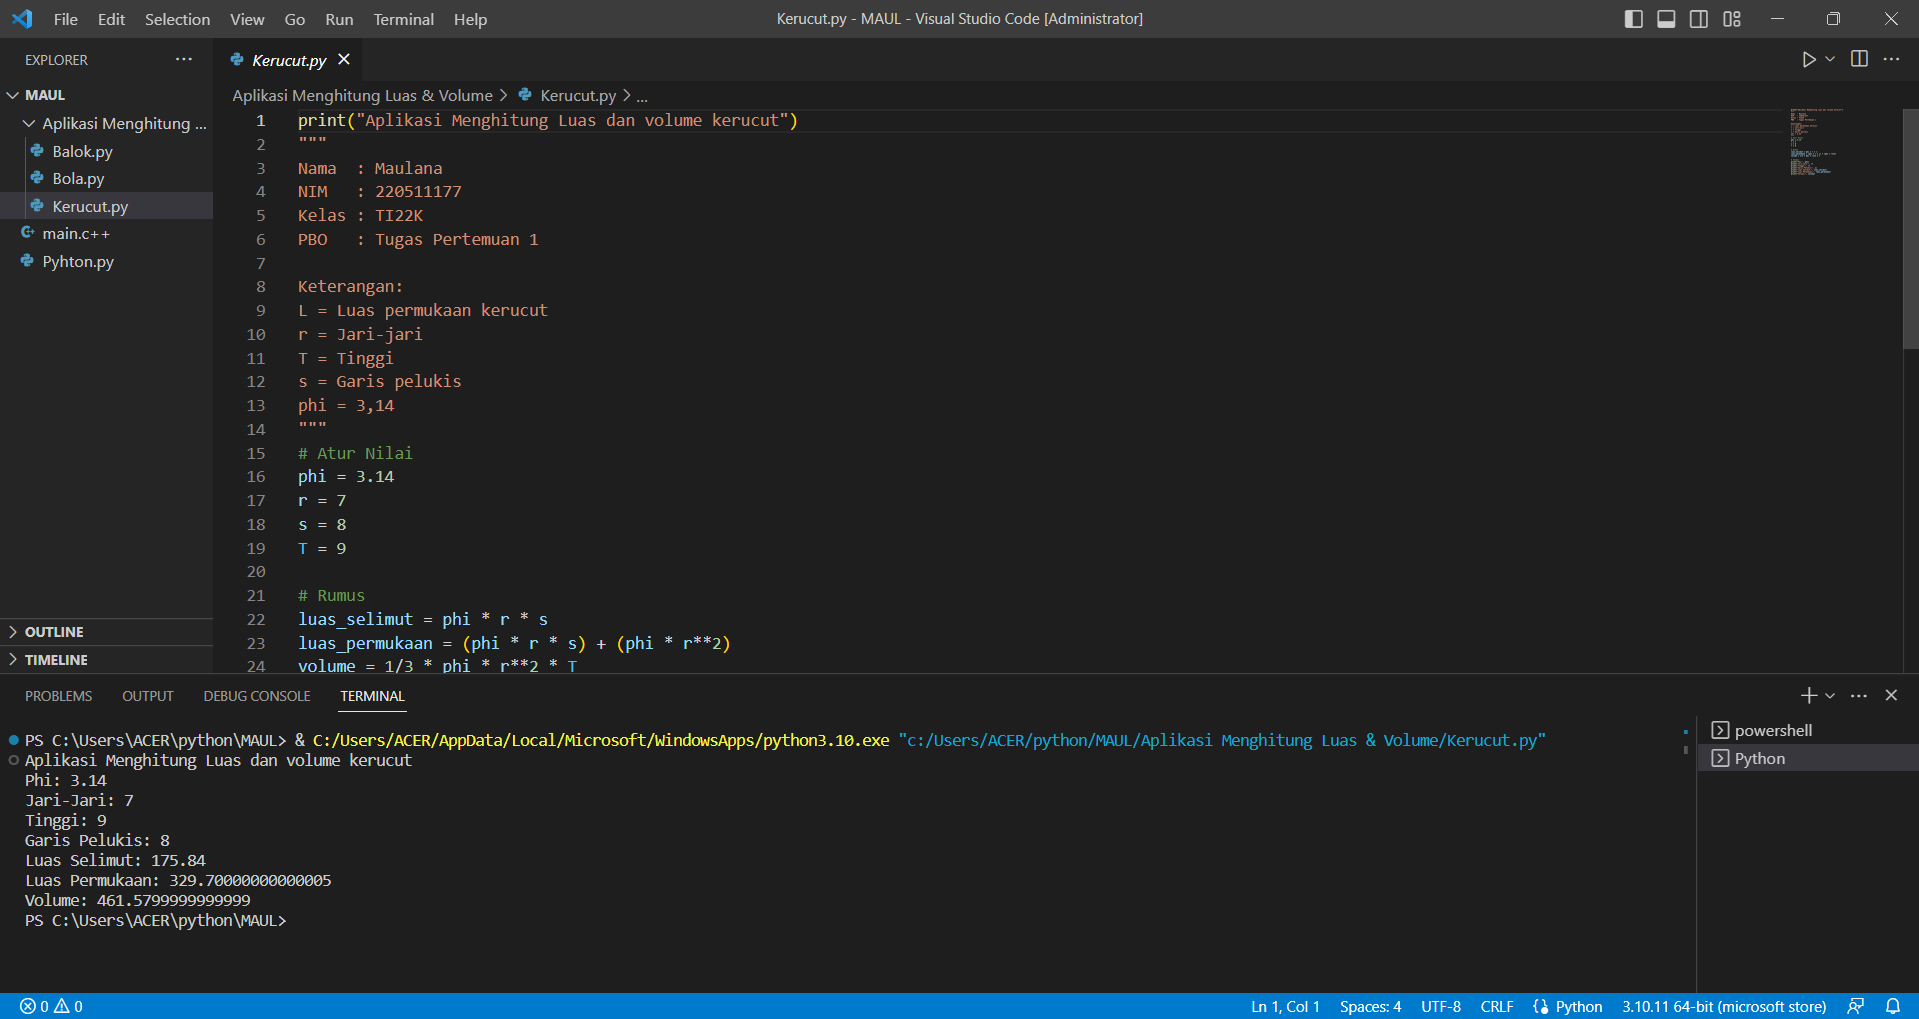 File Edit Selection View Go Run Terminal Help
Kerucut.py - MAUL - Visual Studio Code [Administrator]
EXPLORER
MAUL
Aplikasi Menghitung ...
Balok.py
Bola.py
Kerucut.py
main.c++
Pyhton.py
OUTLINE
TIMELINE
Kerucut.py
Aplikasi Menghitung Luas & Volume > Kerucut.py > ...
1 print("Aplikasi Menghitung Luas dan volume kerucut")
2 """
3 Nama  : Maulana
4 NIM   : 220511177
5 Kelas : TI22K
6 PBO   : Tugas Pertemuan 1
7
8 Keterangan:
9 L = Luas permukaan kerucut
10 r = Jari-jari
11 T = Tinggi
12 s = Garis pelukis
13 phi = 3,14
14 """
15 # Atur Nilai
16 phi = 3.14
17 r = 7
18 s = 8
19 T = 9
20
21 # Rumus
22 luas_selimut = phi * r * s
23 luas_permukaan = (phi * r * s) + (phi * r**2)
24 volume = 1/3 * phi * r**2 * T
PROBLEMS OUTPUT DEBUG CONSOLE TERMINAL
PS C:\Users\ACER\python\MAUL> & C:/Users/ACER/AppData/Local/Microsoft/WindowsApps/python3.10.exe "c:/Users/ACER/python/MAUL/Aplikasi Menghitung Luas & Volume/Kerucut.py"
Aplikasi Menghitung Luas dan volume kerucut
Phi: 3.14
Jari-Jari: 7
Tinggi: 9
Garis Pelukis: 8
Luas Selimut: 175.84
Luas Permukaan: 329.70000000000005
Volume: 461.5799999999999
PS C:\Users\ACER\python\MAUL>
powershell
Python
0 0
Ln 1, Col 1 Spaces: 4 UTF-8 CRLF Python 3.10.11 64-bit (microsoft store)